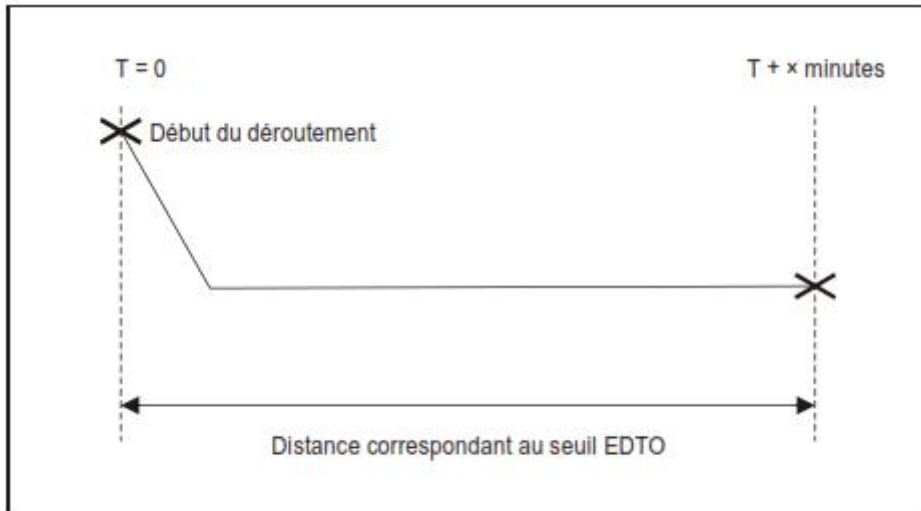 T = 0
T + × minutes
Début du déroutement
Distance correspondant au seuil EDTO